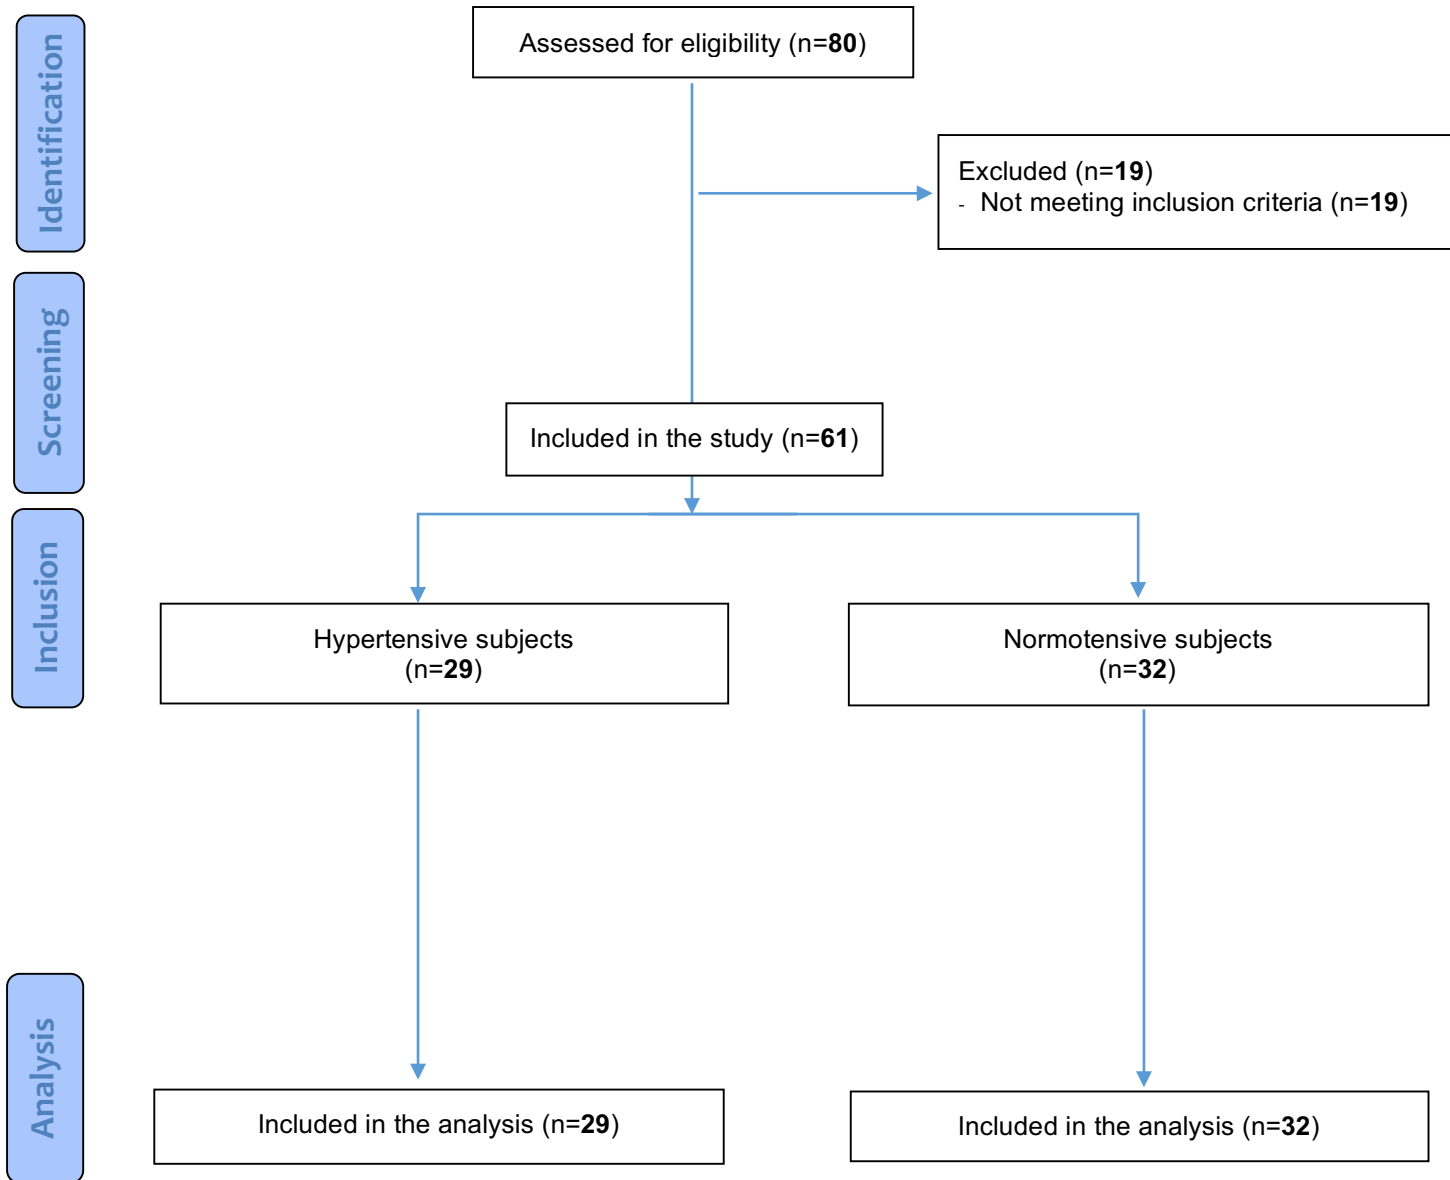 Identification
Assessed for eligibility (n=80)
Excluded (n=19)
- Not meeting inclusion criteria (n=19)
Screening
Included in the study (n=61)
Inclusion
Hypertensive subjects
(n=29)
Normotensive subjects
(n=32)
Analysis
Included in the analysis (n=29)
Included in the analysis (n=32)